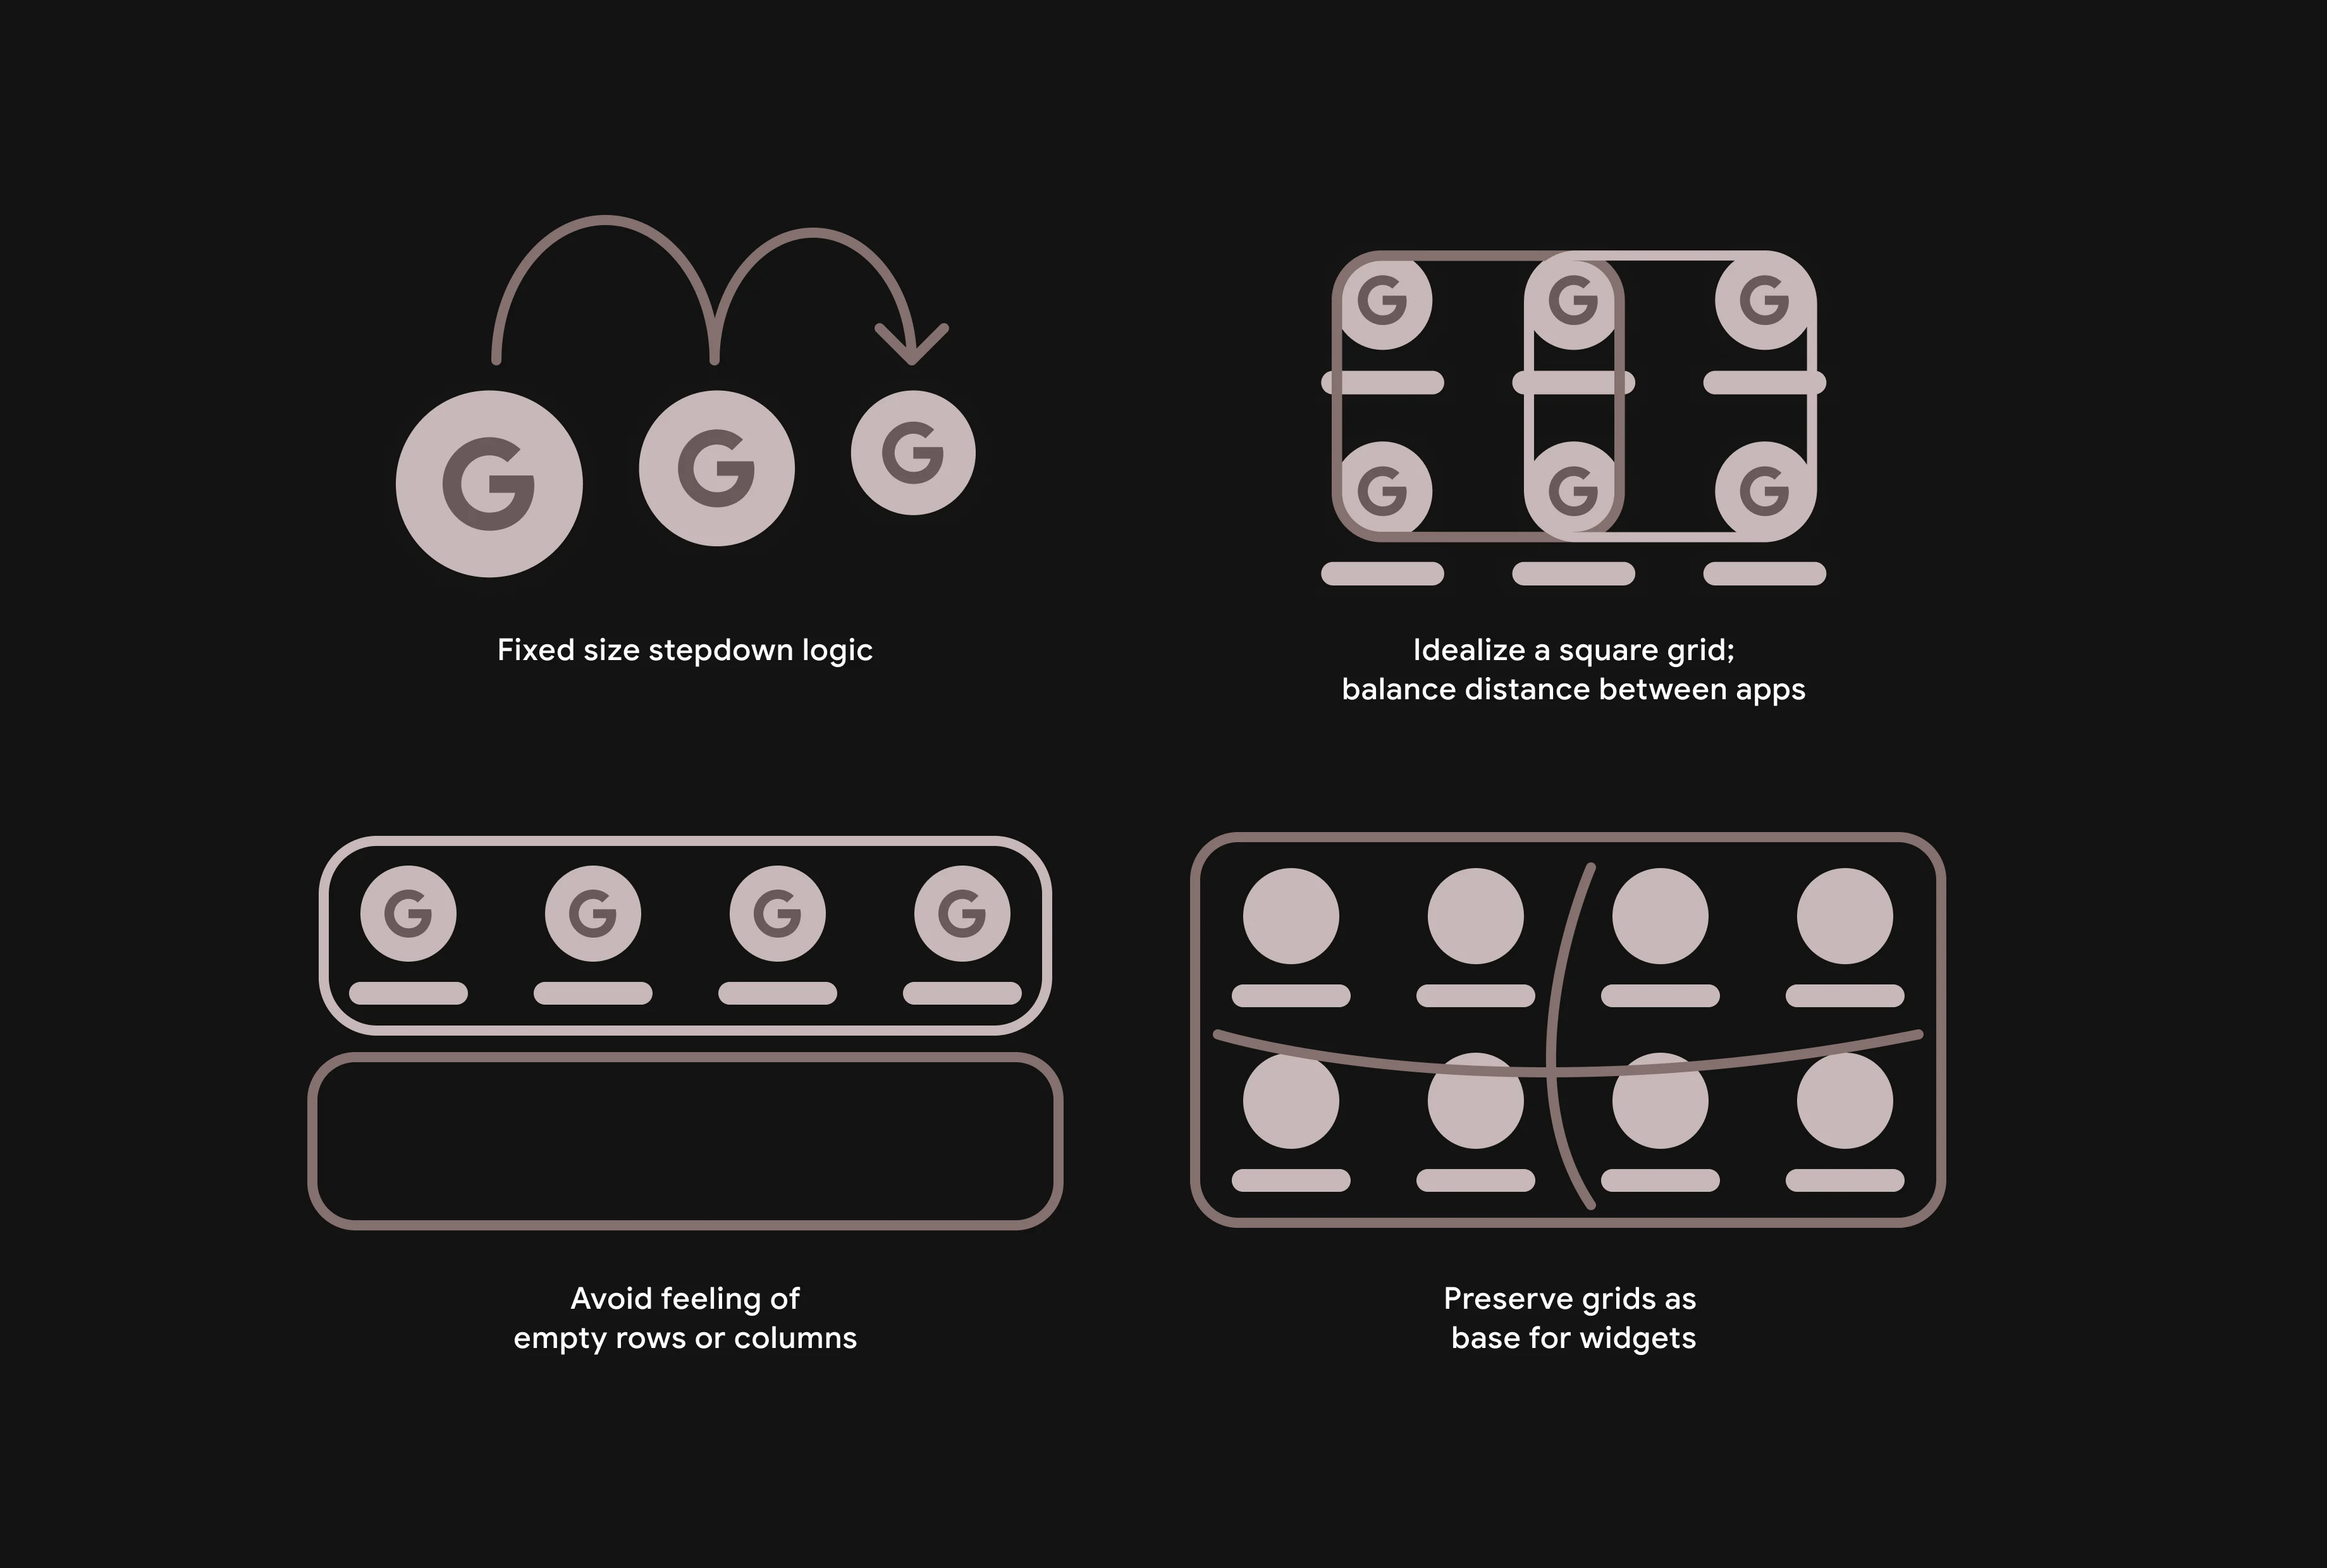 G
G
G
Fixed size stepdown logic
G
G
G
G
G
G
Idealize a square grid;
balance distance between apps
G
G
G
G
Avoid feeling of
empty rows or columns
Preserve grids as
base for widgets